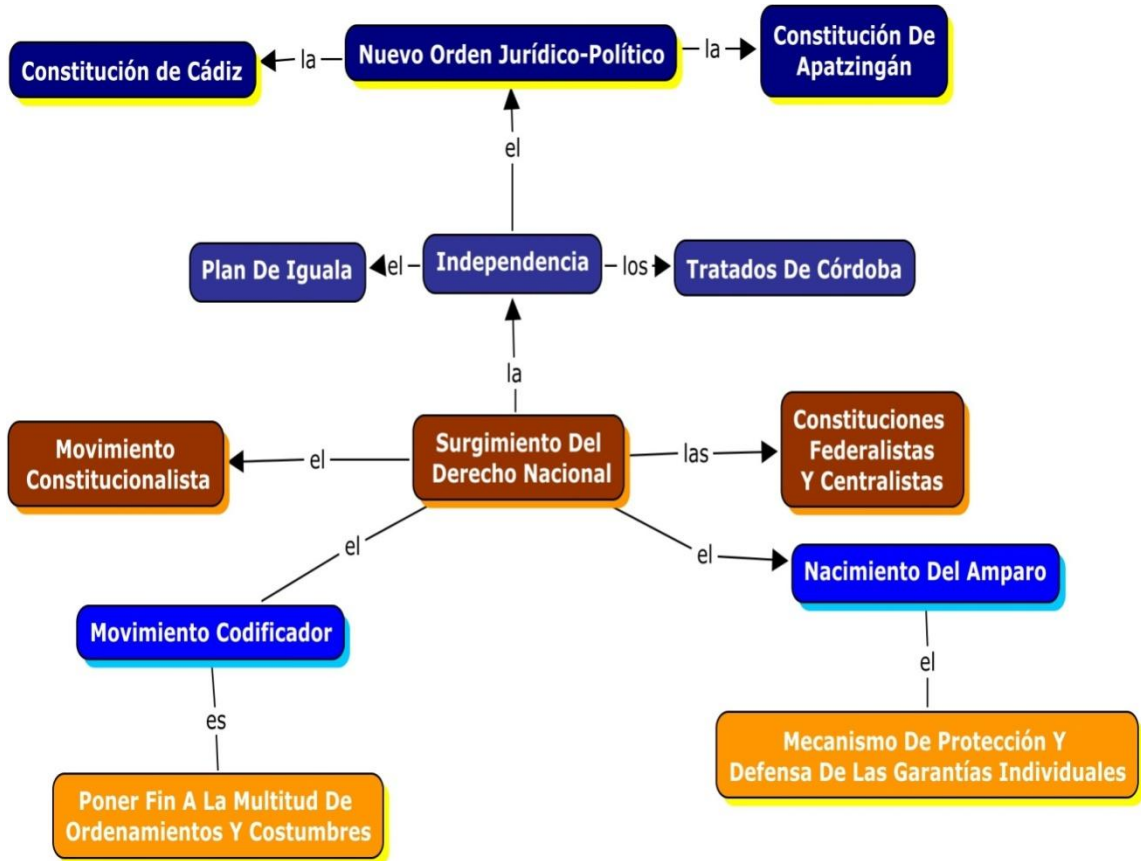 Constitución de Cádiz
la
Nuevo Orden Jurídico-Político
la
Constitución De
Apatzingán
el
Plan De Iguala
el
Independencia
los
Tratados De Córdoba
la
Movimiento
Constitucionalista
el
Surgimiento Del
Derecho Nacional
las
Constituciones
Federalistas
Y Centralistas
el
el
Nacimiento Del Amparo
Movimiento Codificador
el
es
Mecanismo De Protección Y
Defensa De Las Garantías Individuales
Poner Fin A La Multitud De
Ordenamientos Y Costumbres